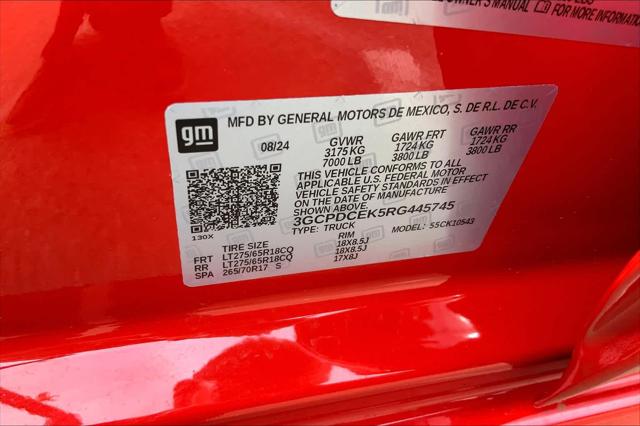 OWNER'S MANUAL FOR MORE INFORMATION
gm
MFD BY GENERAL MOTORS DE MEXICO, S. DE R.L. DE C.V.
08/24 GVWR GAWR FRT GAWR RR
3175 KG 1724 KG 1724 KG
7000 LB 3800 LB 3800 LB
THIS VEHICLE CONFORMS TO ALL
APPLICABLE U.S. FEDERAL MOTOR
VEHICLE SAFETY STANDARDS IN EFFECT
ON THE DATE OF MANUFACTURE
3GCPDCEK5RG445745
TYPE: TRUCK MODEL: 55CK10543
130X
TIRE SIZE RIM
FRT LT275/65R18CQ 18X8.5J
RR LT275/65R18CQ 18X8.5J
SPA 265/70R17 S 17X8J